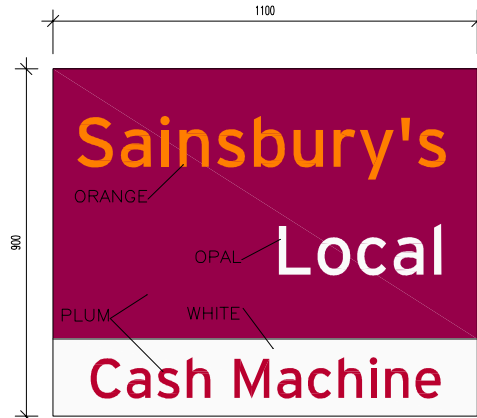 1100
Sainsbury's
ORANGE
900
OPAL
Local
PLUM
WHITE
Cash Machine